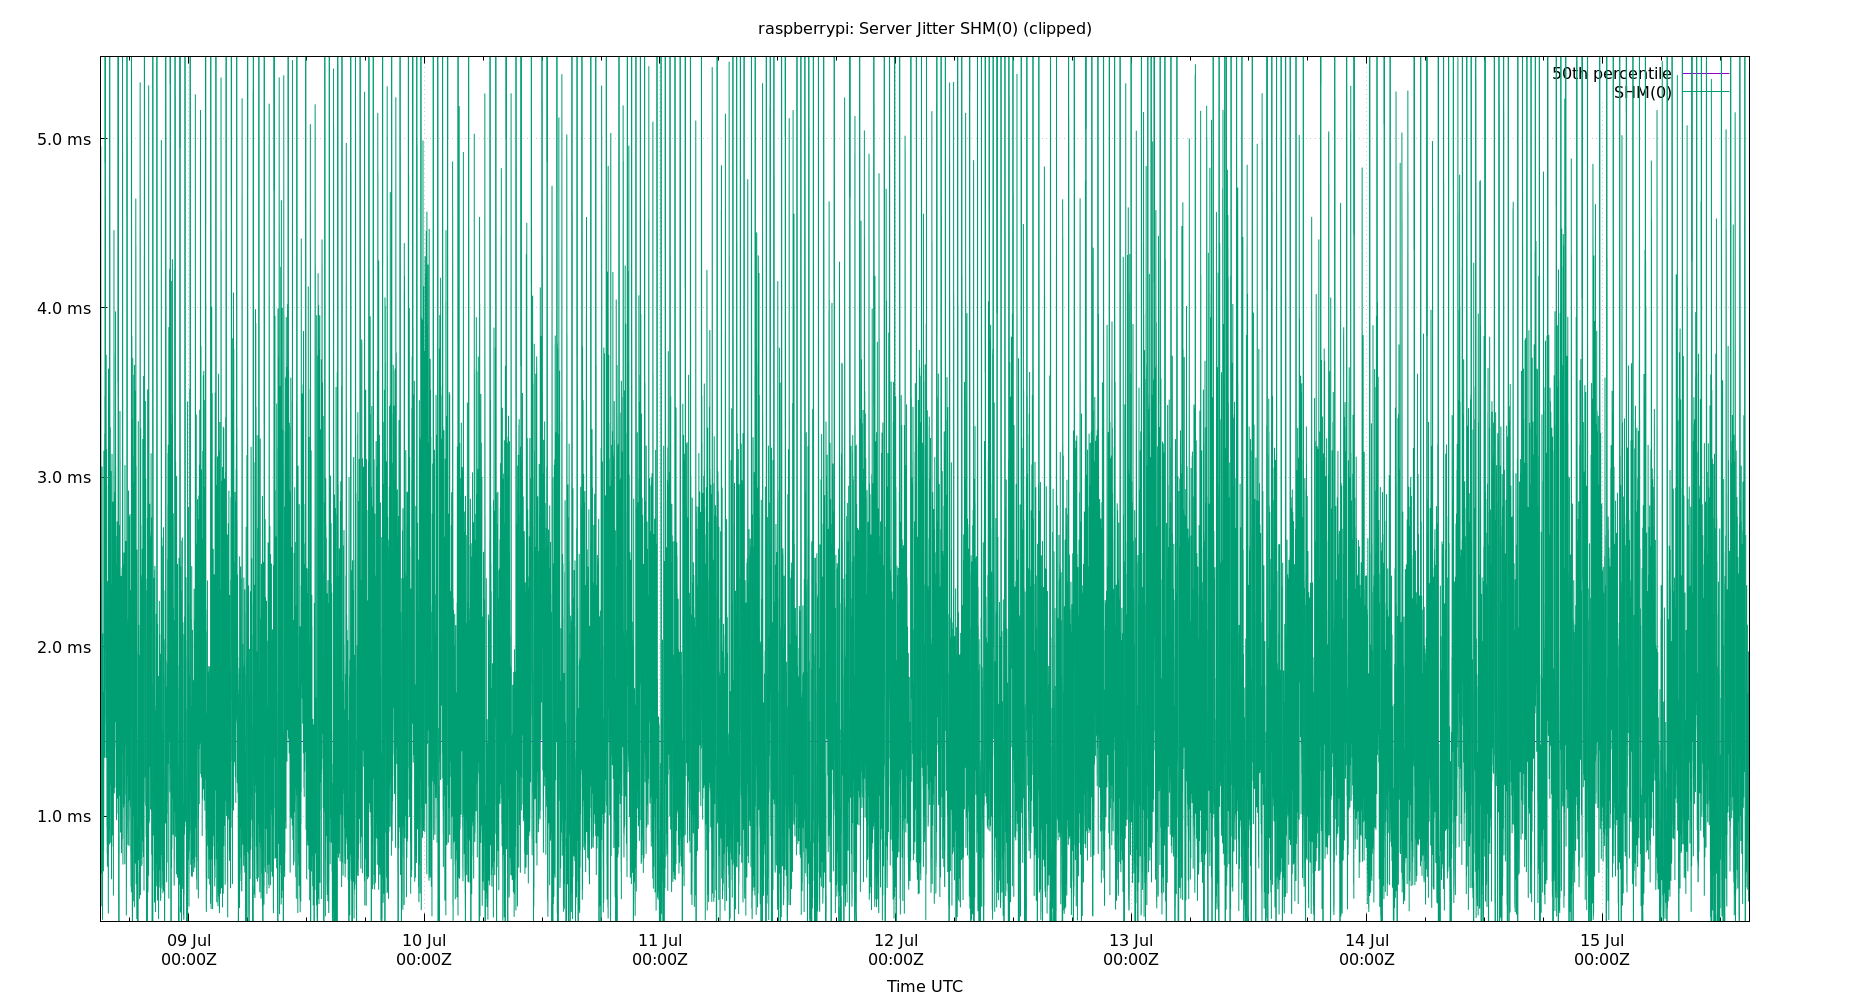 raspberrypi: Server Jitter SHM(0) (clipped)
50th percentile
SHM(0)
5.0 ms
4.0 ms
3.0 ms
2.0 ms
1.0 ms
09 Jul 10 Jul 11 Jul 12 Jul 13 Jul 14 Jul 15 Jul
00:00Z 00:00Z 00:00Z 00:00Z 00:00Z 00:00Z 00:00Z
Time UTC